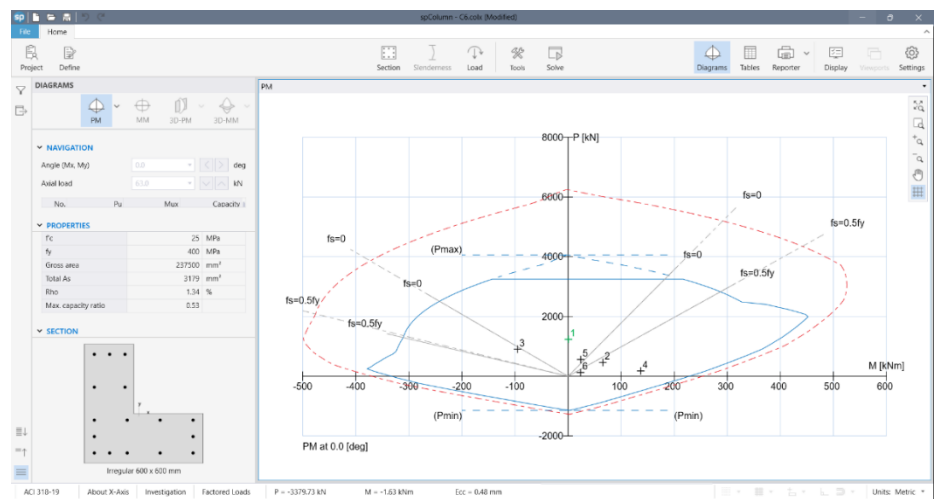 sp
spColumn - C6.colx (Modified)
File
Home
Project
Define
Section
Slenderness
Load
Tools
Solve
Diagrams
Tables
Reporter
Display
Viewports
Settings
DIAGRAMS
PM
MM
3D-PM
3D-MM
NAVIGATION
Angle (Mx, My)
0.0
deg
Axial load
kN
No.
Pu
Mux
Capacity
PROPERTIES
f'c
25
MPa
fy
400
MPa
Gross area
237500
mm²
Total As
3179
mm²
Rho
1.34
%
Max. capacity ratio
0.53
SECTION
Irregular 600 x 600 mm
PM
8000
P [kN]
6000
fs=0
fs=0.5fy
fs=0
(Pmax)
4000
fs=0
fs=0
fs=0.5fy
fs=0.5fy
fs=0.5fy
2000
1
3
5
2
6
4
M [kNm]
-500
-400
-300
-200
-100
100
200
300
400
500
600
(Pmin)
(Pmin)
-2000
PM at 0.0 [deg]
ACI 318-19
About X-Axis
Investigation
Factored Loads
P = -3379.73 kN
M = -1.63 kNm
Ecc = 0.48 mm
Units: Metric